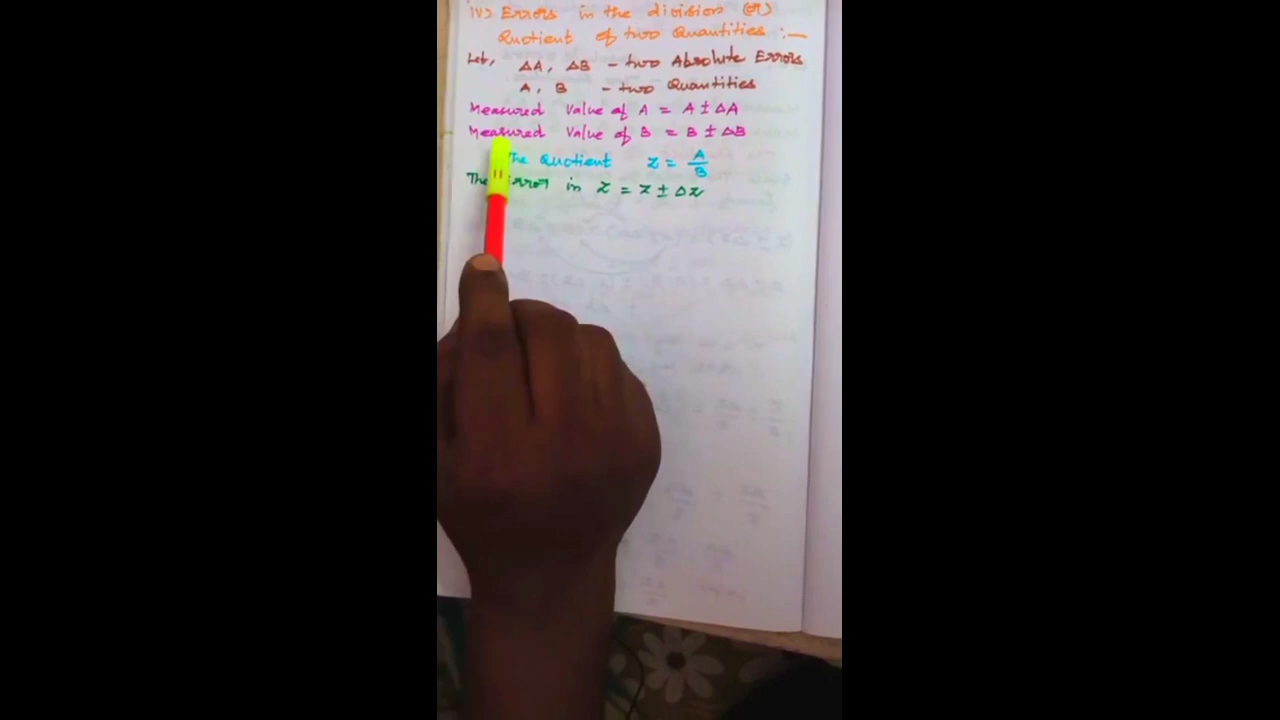 iv) Errors in the division (or)
Quotient of two Quantities :—
Let, ΔA, ΔB - two Absolute Errors
A, B - two Quantities
Measured Value of A = A ± ΔA
Measured Value of B = B ± ΔB
The Quotient z = A/B
The Error in z = z ± Δz